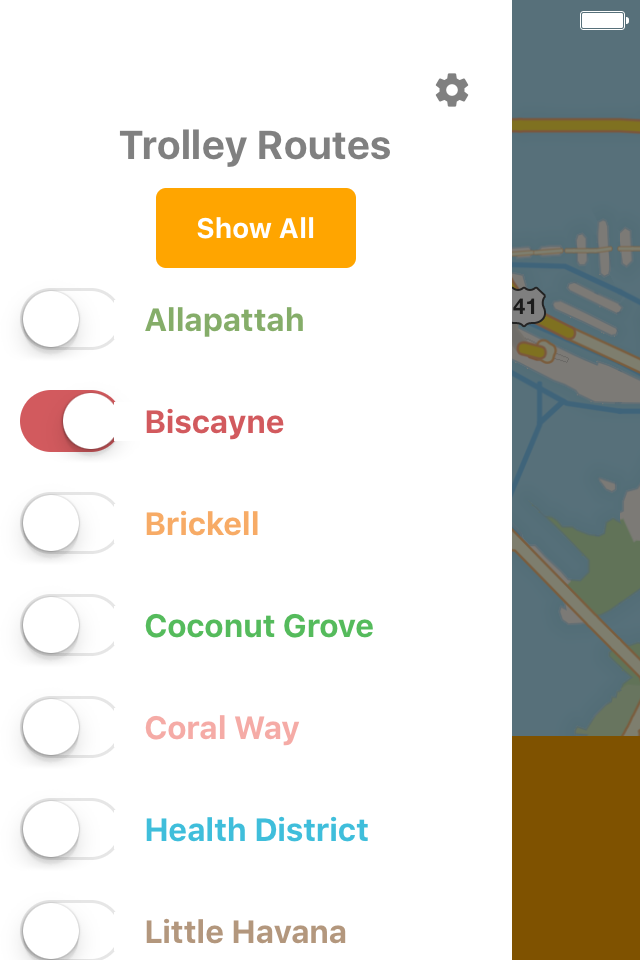 Trolley Routes
Show All
Allapattah
41
Biscayne
Brickell
Coconut Grove
Coral Way
Health District
Little Havana